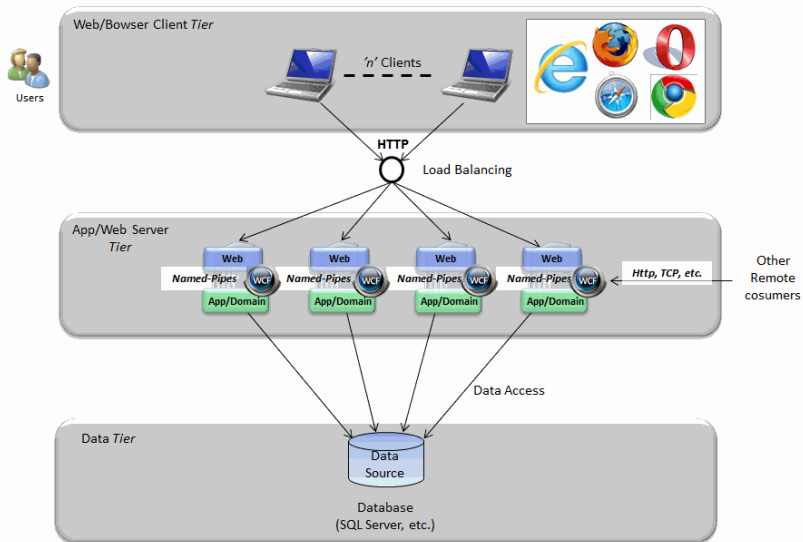 Web/Bowser Client Tier
Users
'n' Clients
HTTP
Load Balancing
App/Web Server
Tier
Web
Web
Web
Web
Named-Pipes
WCF
Named-Pipes
WCF
Named-Pipes
WCF
Named-Pipes
WCF
Http, TCP, etc.
Other
Remote
cosumers
App/Domain
App/Domain
App/Domain
App/Domain
Data Access
Data Tier
Data
Source
Database
(SQL Server, etc.)